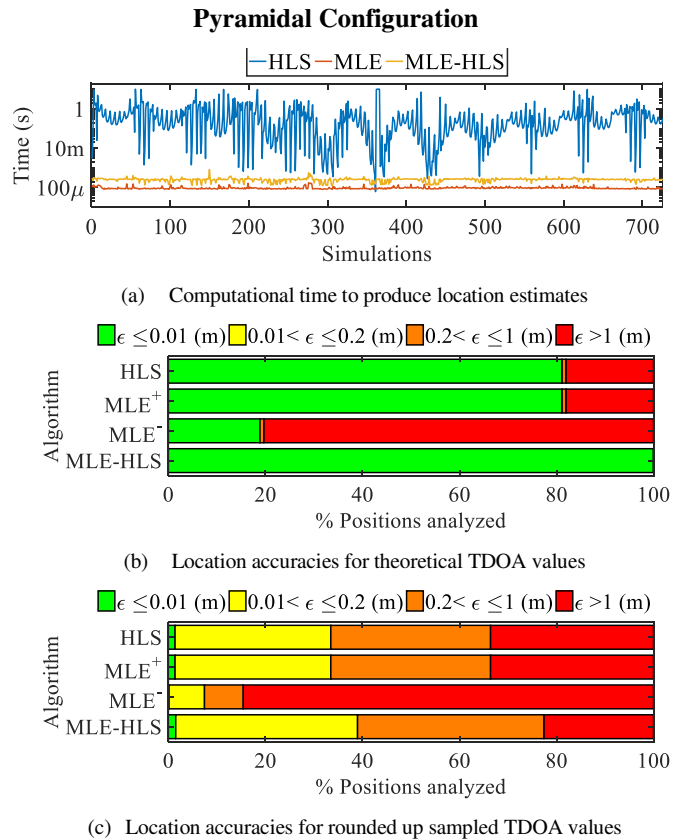 Pyramidal Configuration
HLS MLE MLE-HLS
Time (s)
1
10m
100μ
0 100 200 300 400 500 600 700
Simulations
(a) Computational time to produce location estimates
ϵ ≤0.01 (m) 0.01< ϵ ≤0.2 (m) 0.2< ϵ ≤1 (m) ϵ >1 (m)
Algorithm
HLS
MLE+
MLE-
MLE-HLS
0 20 40 60 80 100
% Positions analyzed
(b) Location accuracies for theoretical TDOA values
ϵ ≤0.01 (m) 0.01< ϵ ≤0.2 (m) 0.2< ϵ ≤1 (m) ϵ >1 (m)
Algorithm
HLS
MLE+
MLE-
MLE-HLS
0 20 40 60 80 100
% Positions analyzed
(c) Location accuracies for rounded up sampled TDOA values